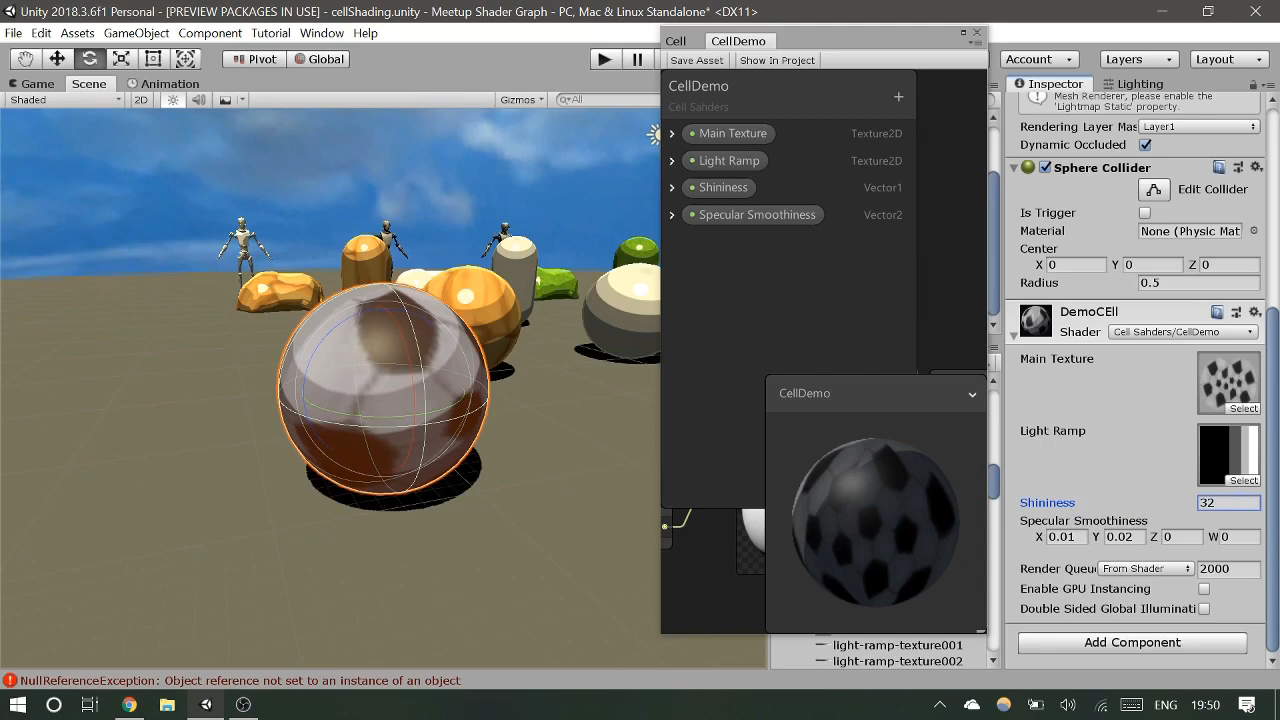 Unity 2018.3.6f1 Personal - [PREVIEW PACKAGES IN USE] - cellShading.unity - Meetup Shader Graph - PC, Mac & Linux Standalone* <DX11>
File Edit Assets GameObject Component Tutorial Window Help
Pivot Global
Account Layers Layout
Game Scene Animation
Shaded 2D Gizmos All
Cell CellDemo
Save Asset Show In Project
CellDemo
Cell Sahders
Main Texture Texture2D
Light Ramp Texture2D
Shininess Vector1
Specular Smoothiness Vector2
CellDemo
light-ramp-texture001
light-ramp-texture002
Inspector Lighting
Mesh Renderer, please enable the
'Lightmap Static' property.
Rendering Layer Mas Layer1
Dynamic Occluded
Sphere Collider
Edit Collider
Is Trigger
Material None (Physic Mat
Center
X 0 Y 0 Z 0
Radius 0.5
DemoCEll
Shader Cell Sahders/CellDemo
Main Texture
Select
Light Ramp
Select
Shininess 32
Specular Smoothiness
X 0.01 Y 0.02 Z 0 W 0
Render Queu From Shader 2000
Enable GPU Instancing
Double Sided Global Illuminati
Add Component
NullReferenceException: Object reference not set to an instance of an object
ENG 19:50